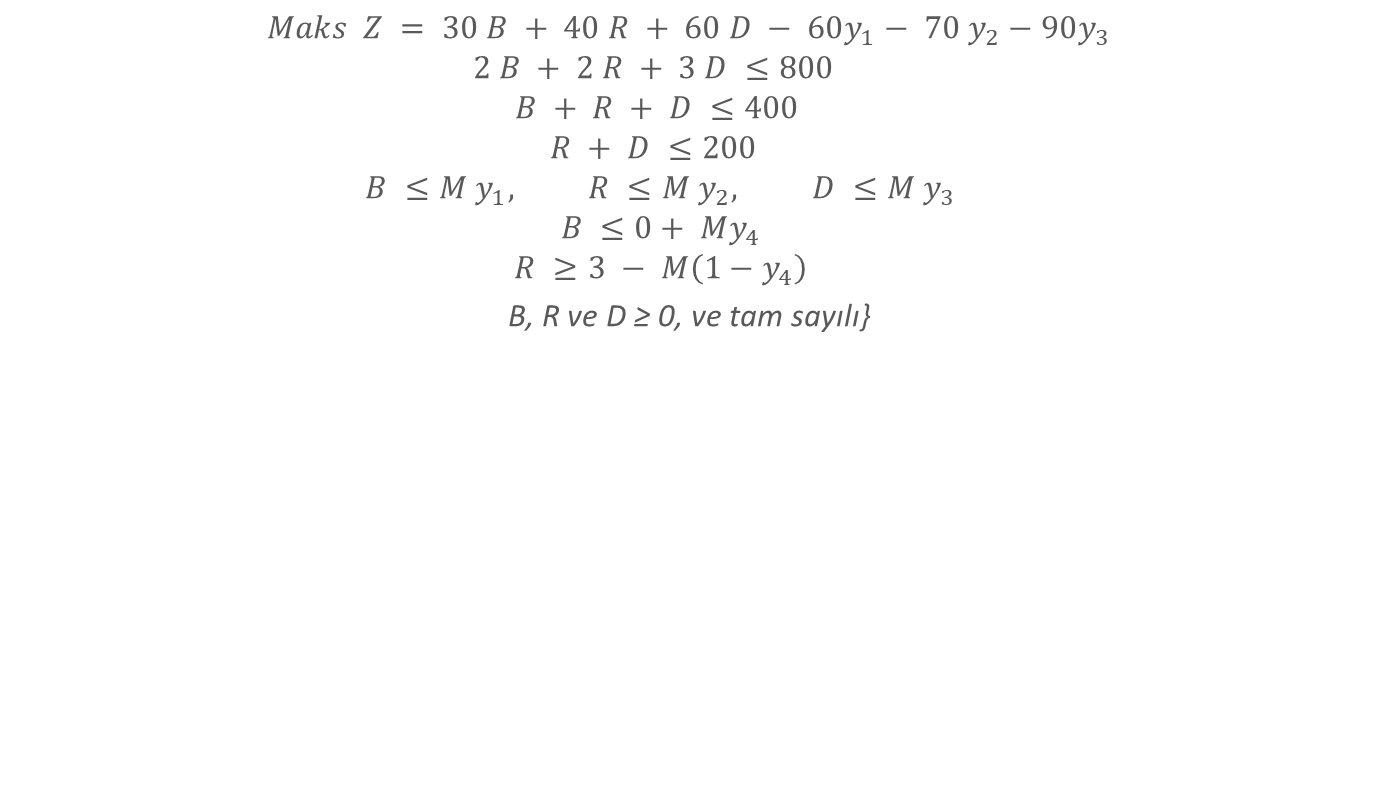 Maks Z = 30 B + 40 R + 60 D − 60y₁ − 70 y₂ − 90y₃
2 B + 2 R + 3 D ≤ 800
B + R + D ≤ 400
R + D ≤ 200
B ≤ M y₁, R ≤ M y₂, D ≤ M y₃
B ≤ 0 + My₄
R ≥ 3 − M(1 − y₄)
B, R ve D ≥ 0, ve tam sayılı}